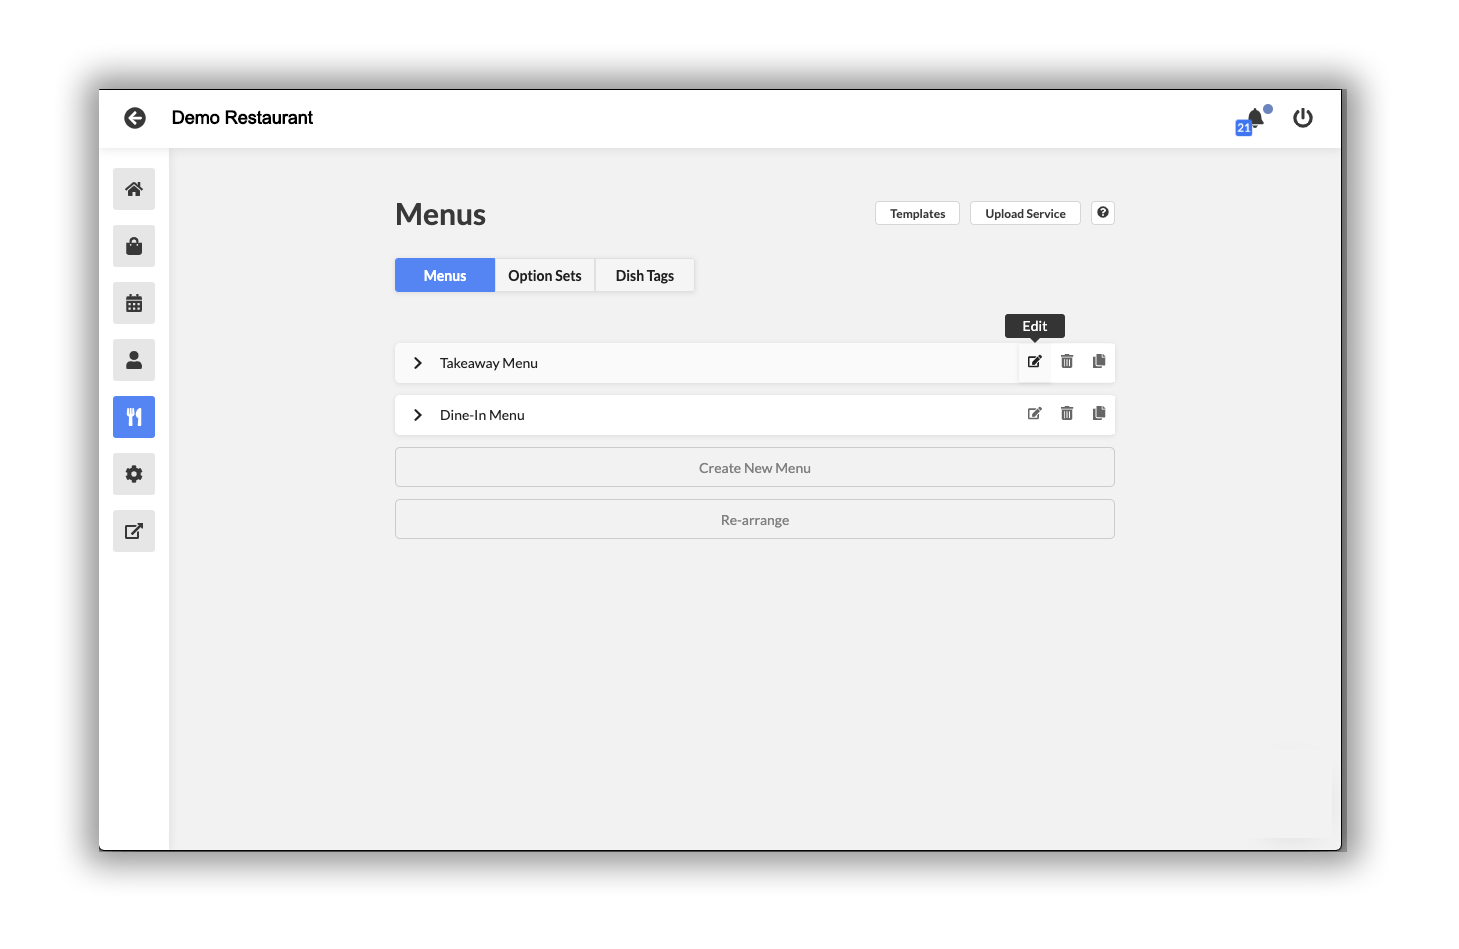 Demo Restaurant
21
Menus
Templates
Upload Service
Menus
Option Sets
Dish Tags
Edit
Takeaway Menu
Dine-In Menu
Create New Menu
Re-arrange